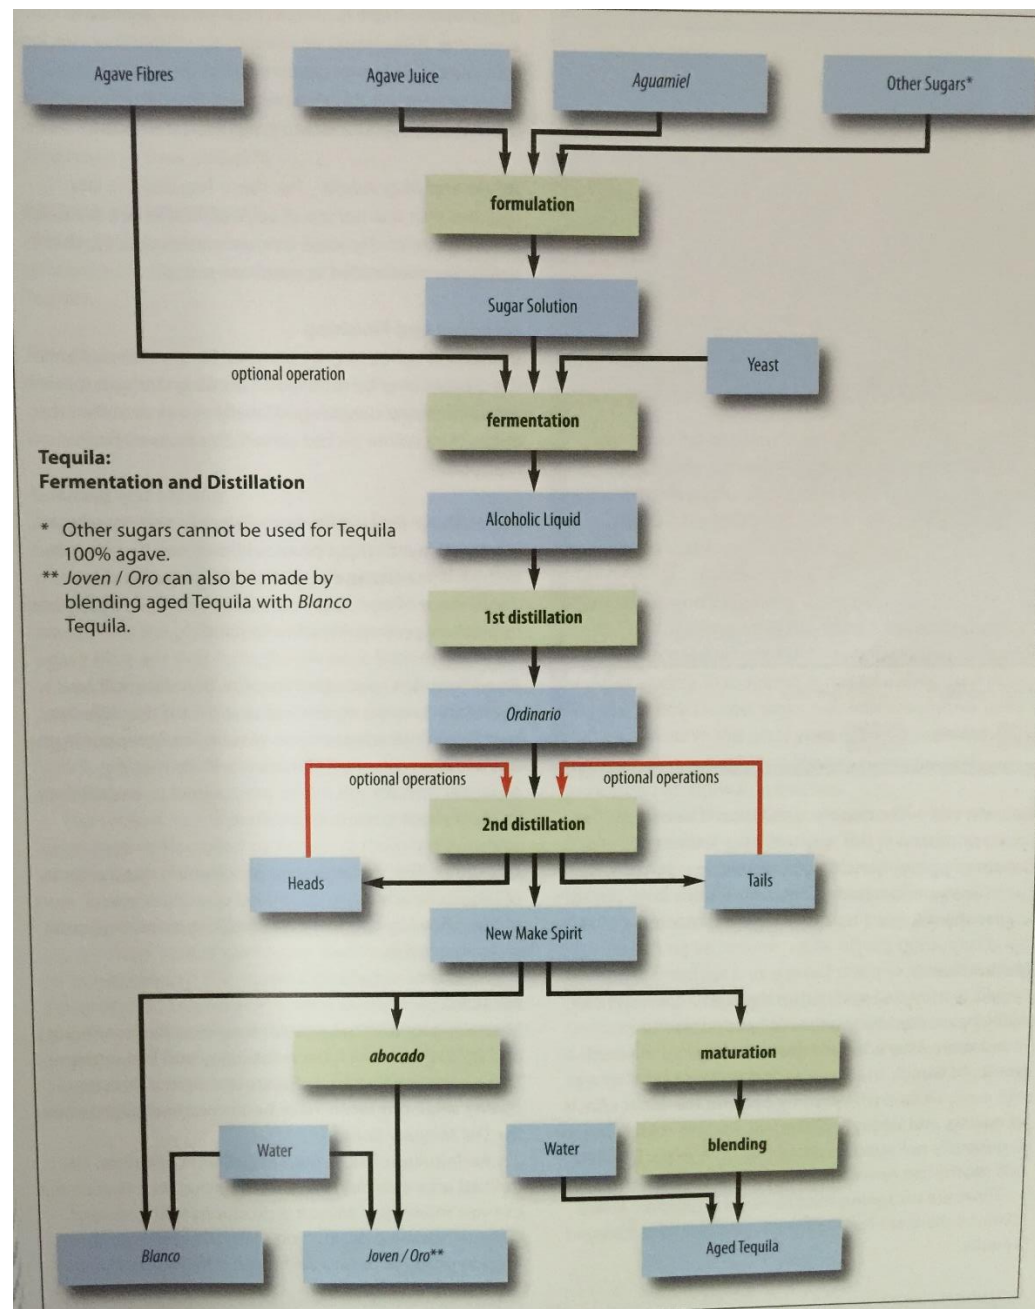 Agave Fibres
Agave Juice
Aguamiel
Other Sugars*
formulation
Sugar Solution
optional operation
Yeast
fermentation
Tequila:
Fermentation and Distillation
* Other sugars cannot be used for Tequila
100% agave.
** Joven / Oro can also be made by
blending aged Tequila with Blanco
Tequila.
Alcoholic Liquid
1st distillation
Ordinario
optional operations
optional operations
2nd distillation
Heads
Tails
New Make Spirit
abocado
maturation
Water
Water
blending
Blanco
Joven / Oro**
Aged Tequila